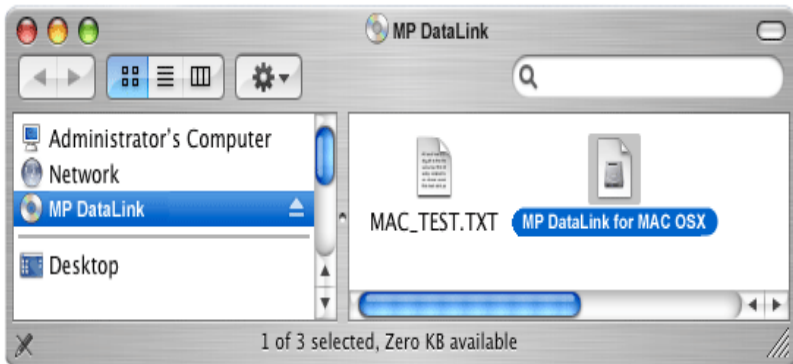 MP DataLink
Administrator's Computer
Network
MP DataLink
Desktop
MAC_TEST.TXT
MP DataLink for MAC OSX
1 of 3 selected, Zero KB available